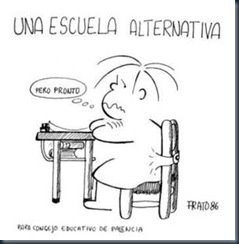 UNA ESCUELA ALTERNATIVA
PERO PRONTO
FRATO 86
PARA CONSEJO EDUCATIVO DE PALENCIA